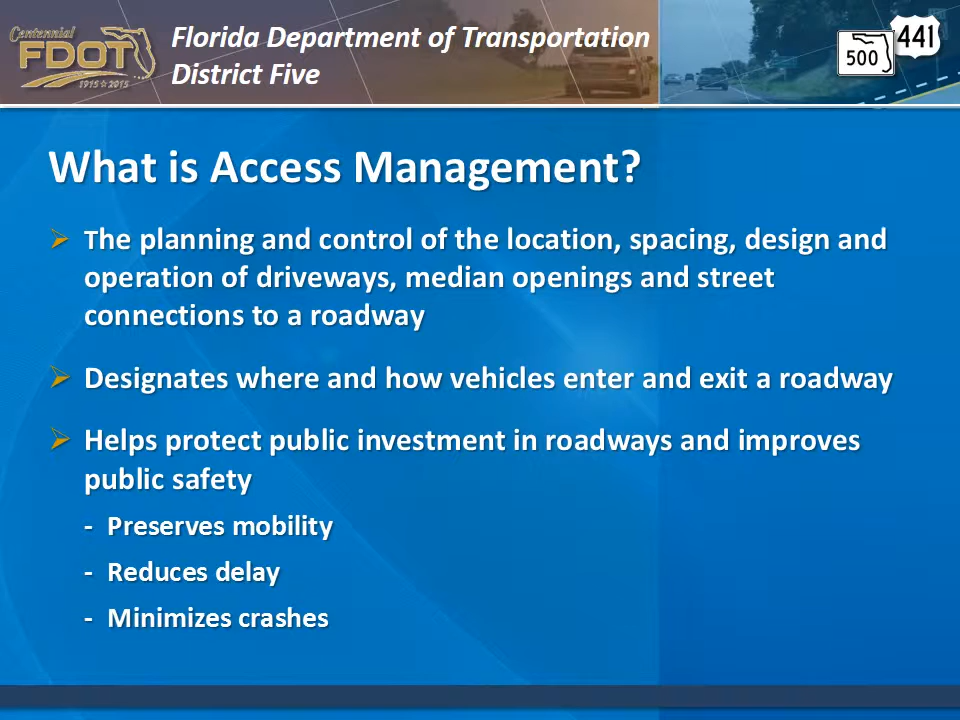 Centennial
FDOT
1915 ☆ 2015
Florida Department of Transportation
District Five
500
441
What is Access Management?
The planning and control of the location, spacing, design and
operation of driveways, median openings and street
connections to a roadway
Designates where and how vehicles enter and exit a roadway
Helps protect public investment in roadways and improves
public safety
- Preserves mobility
- Reduces delay
- Minimizes crashes